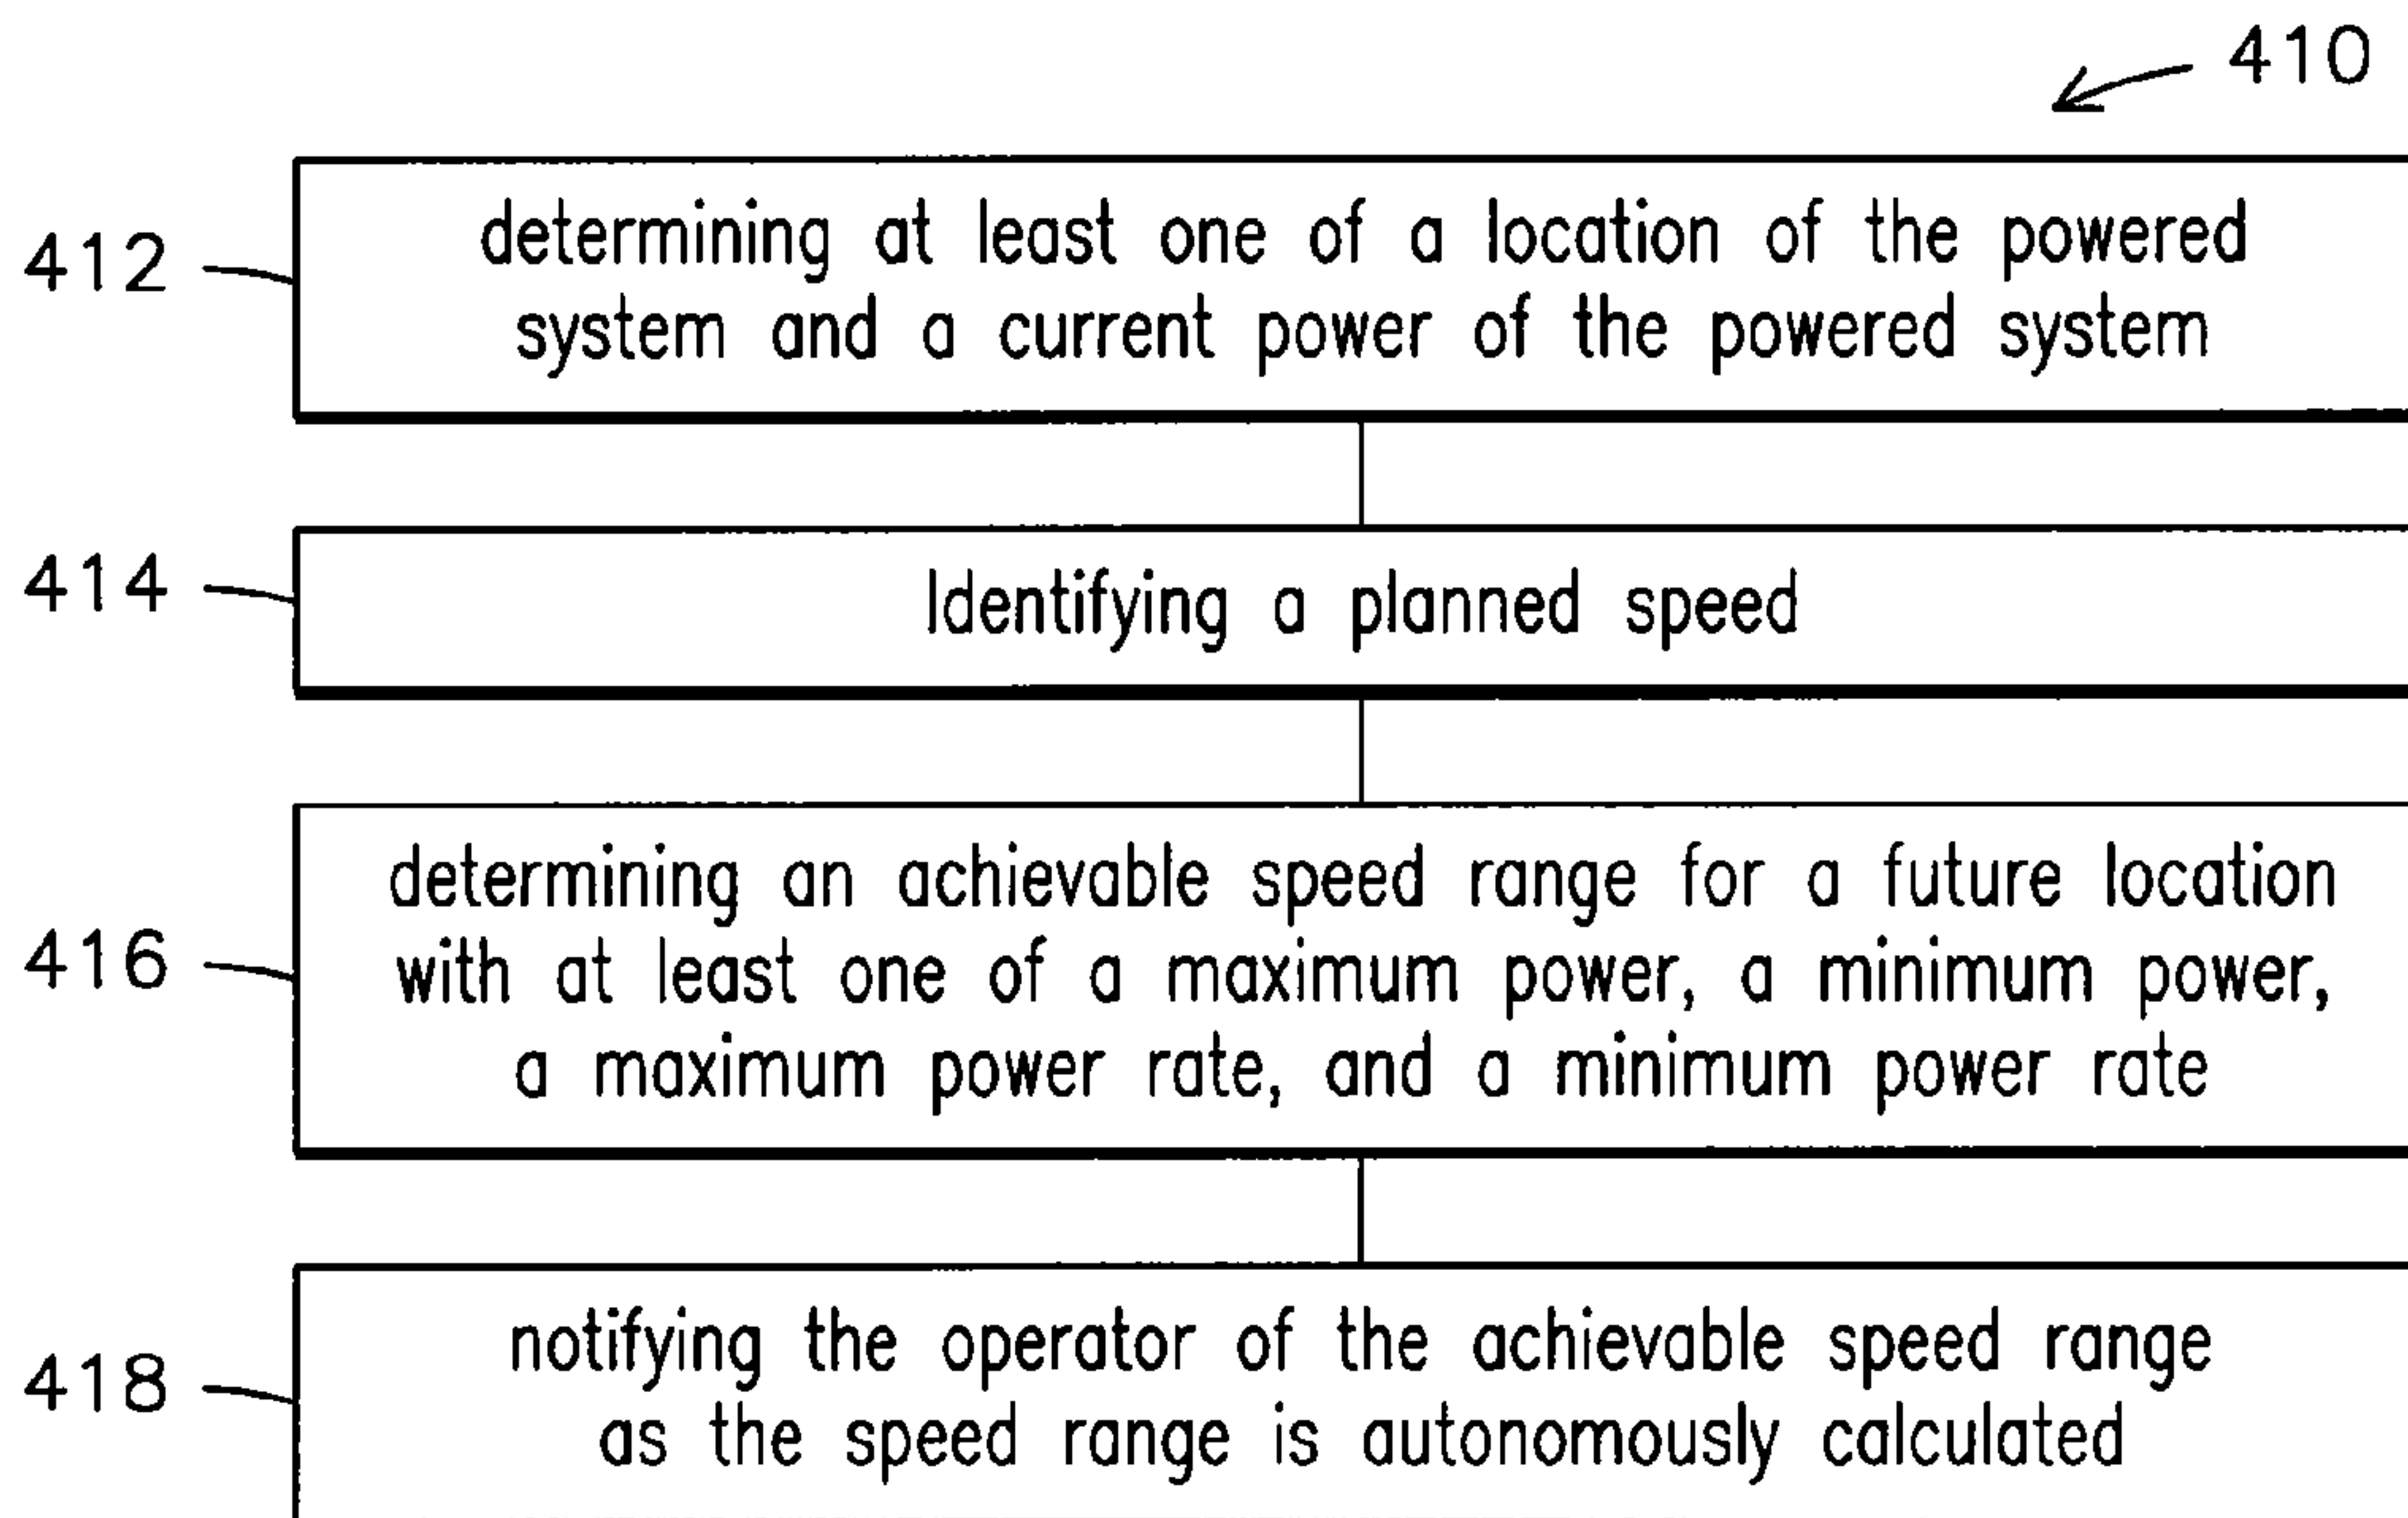 410
412
determining at least one of a location of the powered
system and a current power of the powered system
414
Identifying a planned speed
416
determining an achievable speed range for a future location
with at least one of a maximum power, a minimum power,
a maximum power rate, and a minimum power rate
418
notifying the operator of the achievable speed range
as the speed range is autonomously calculated